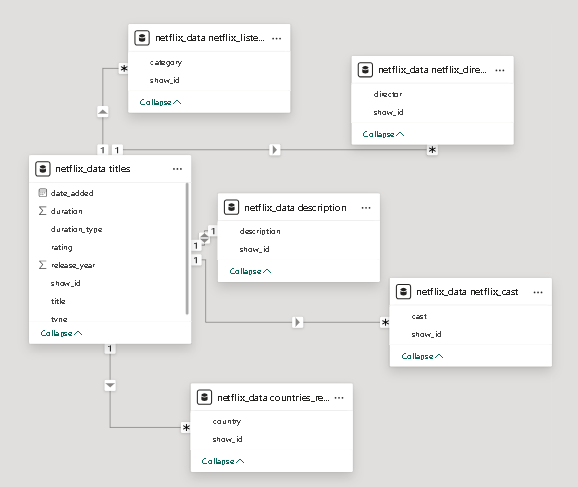 netflix_data netflix_liste...
category
show_id
Collapse
netflix_data netflix_dire...
director
show_id
Collapse
*
1
1
*
netflix_data titles
date_added
duration
duration_type
rating
release_year
show_id
title
type
Collapse
netflix_data description
description
show_id
Collapse
1
1
1
netflix_data netflix_cast
cast
show_id
Collapse
*
1
netflix_data countries_re...
country
show_id
Collapse
*